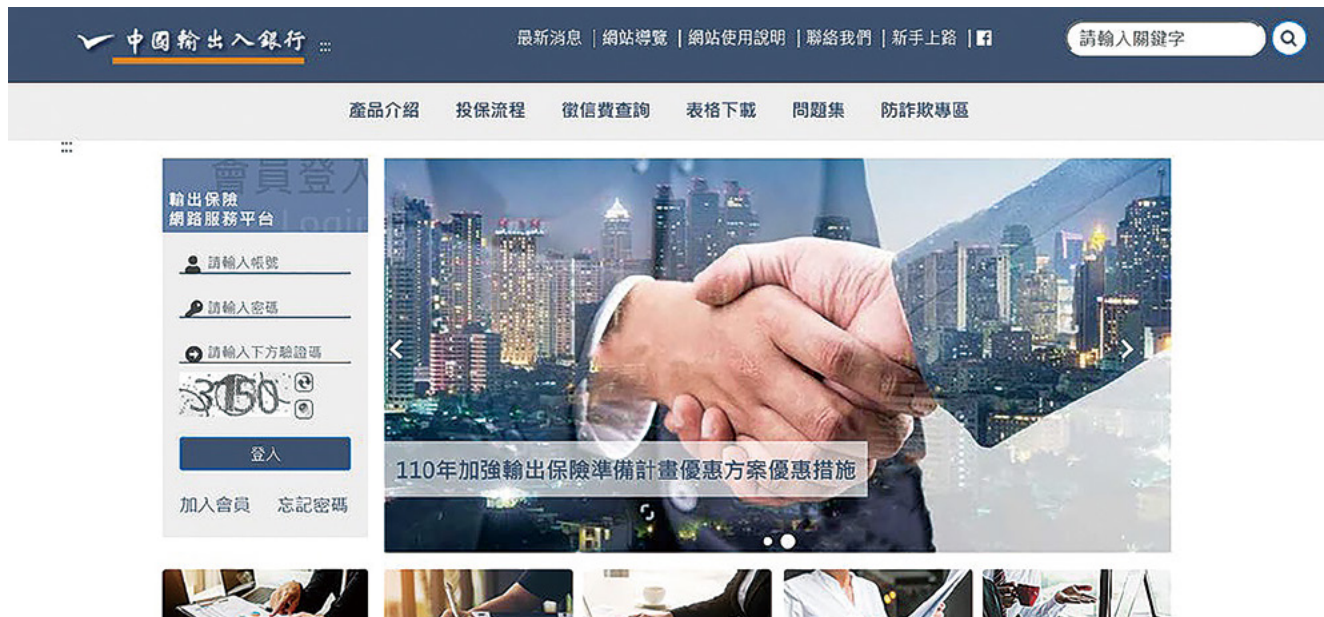 中國輸出入銀行 :::
最新消息 | 網站導覽 | 網站使用說明 | 聯絡我們 | 新手上路 |
請輸入關鍵字
產品介紹 投保流程 徵信費查詢 表格下載 問題集 防詐欺專區
:::
會員登入
Login
輸出保險
網路服務平台
請輸入帳號
請輸入密碼
請輸入下方驗證碼
3150
登入
加入會員 忘記密碼
110年加強輸出保險準備計畫優惠方案優惠措施